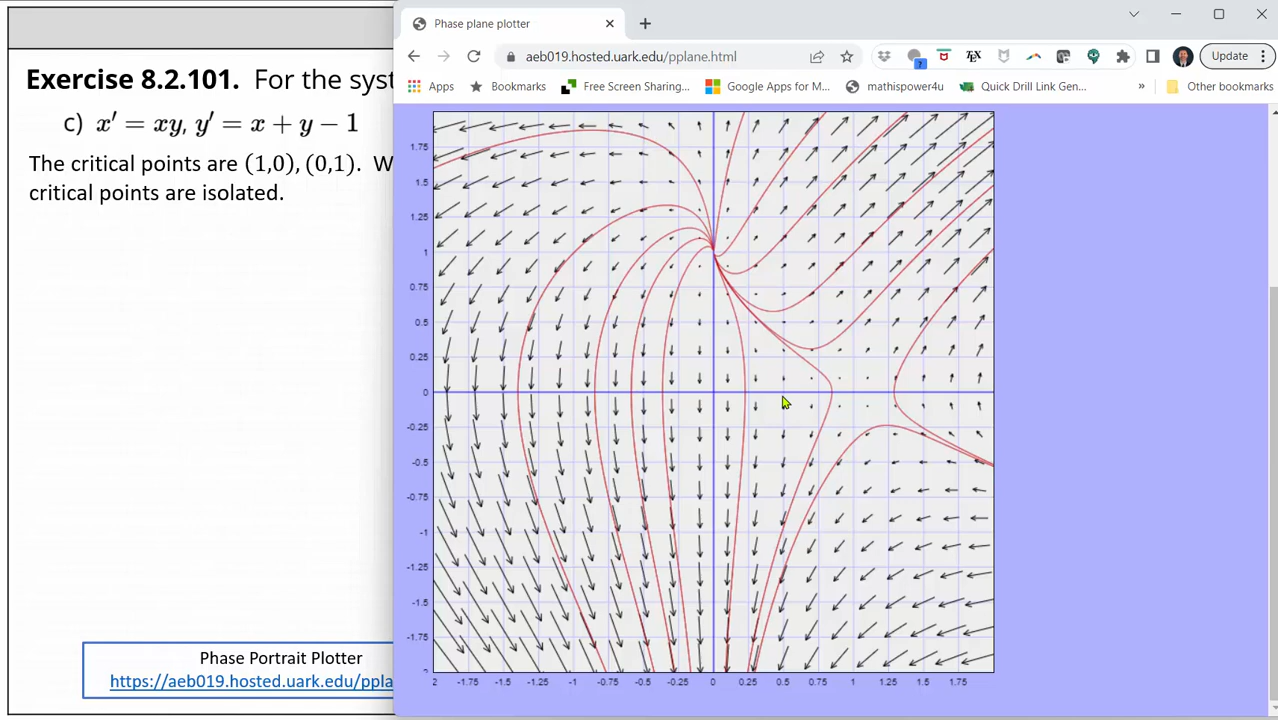 Phase plane plotter
aeb019.hosted.uark.edu/pplane.html
Update
Apps
Bookmarks
Free Screen Sharing...
Google Apps for M...
mathispower4u
Quick Drill Link Gen...
Other bookmarks
Exercise 8.2.101. For the syst
c) x′ = xy, y′ = x + y − 1
The critical points are (1,0), (0,1). W
critical points are isolated.
Phase Portrait Plotter
https://aeb019.hosted.uark.edu/ppla
1.75
1.5
1.25
1
0.75
0.5
0.25
0
-0.25
-0.5
-0.75
-1
-1.25
-1.5
-1.75
2 -1.75 -1.5 -1.25 -1 -0.75 -0.5 -0.25 0 0.25 0.5 0.75 1 1.25 1.5 1.75